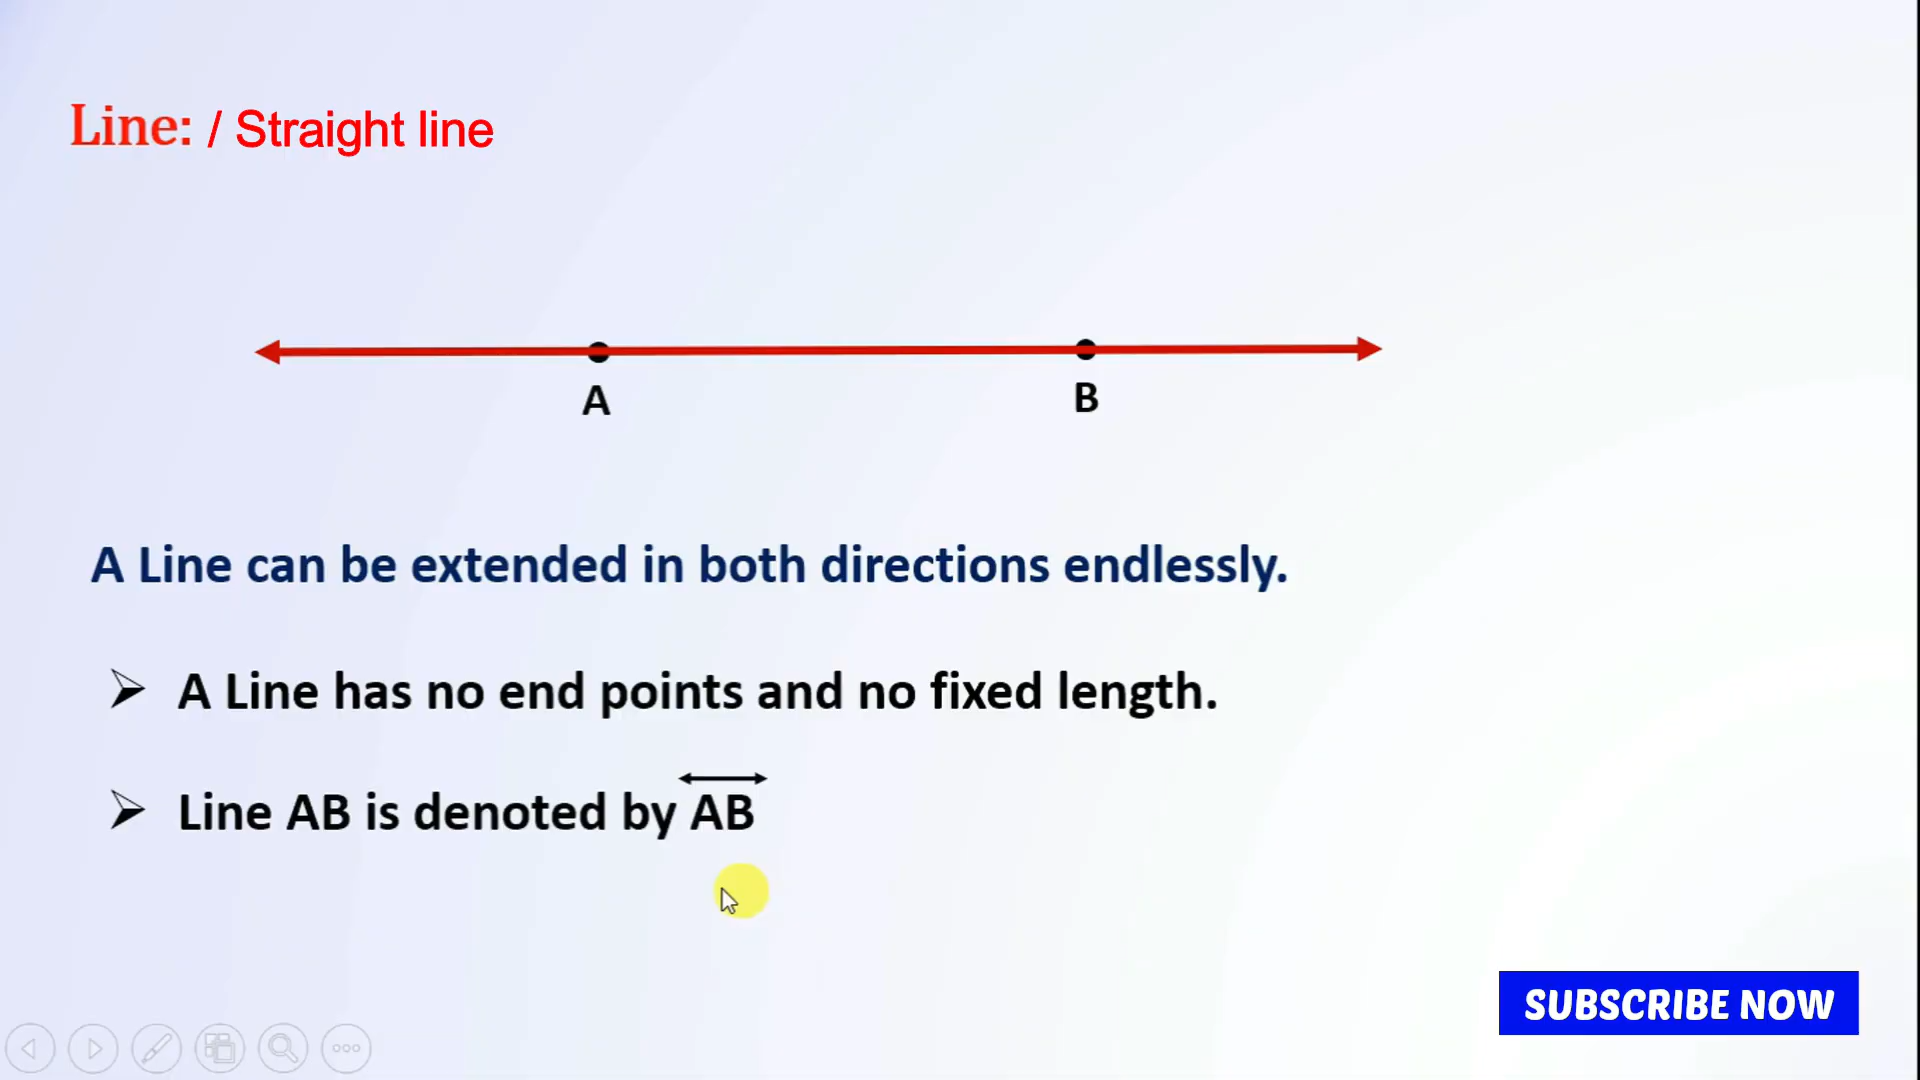 Line: / Straight line
A B
A Line can be extended in both directions endlessly.
➢ A Line has no end points and no fixed length.
➢ Line AB is denoted by A͟B͟
SUBSCRIBE NOW